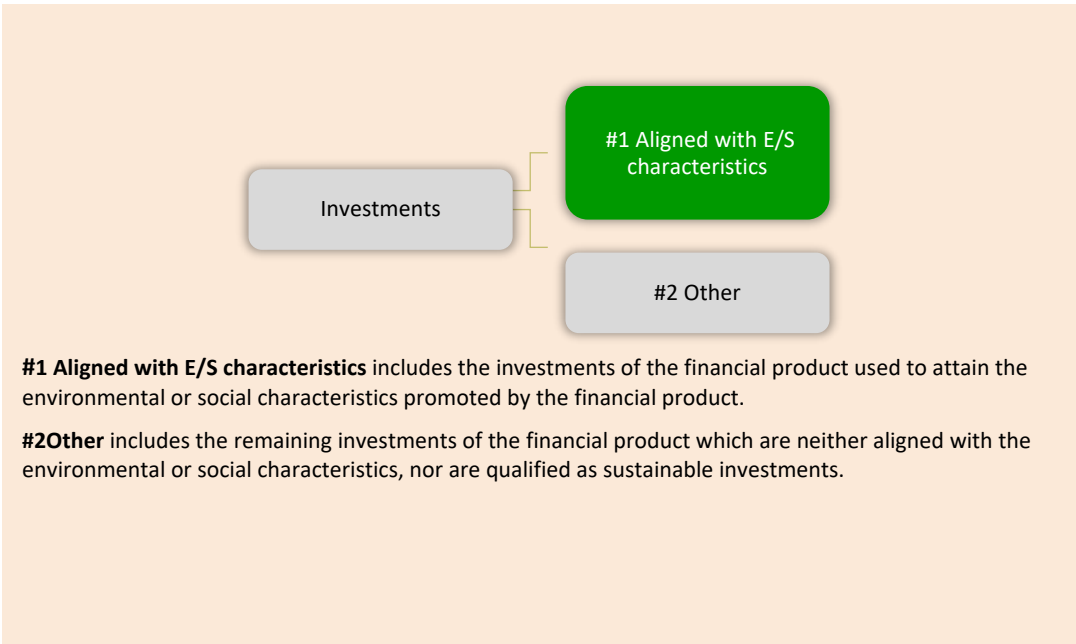 #1 Aligned with E/S
characteristics
Investments
#2 Other
#1 Aligned with E/S characteristics includes the investments of the financial product used to attain the
environmental or social characteristics promoted by the financial product.
#2Other includes the remaining investments of the financial product which are neither aligned with the
environmental or social characteristics, nor are qualified as sustainable investments.